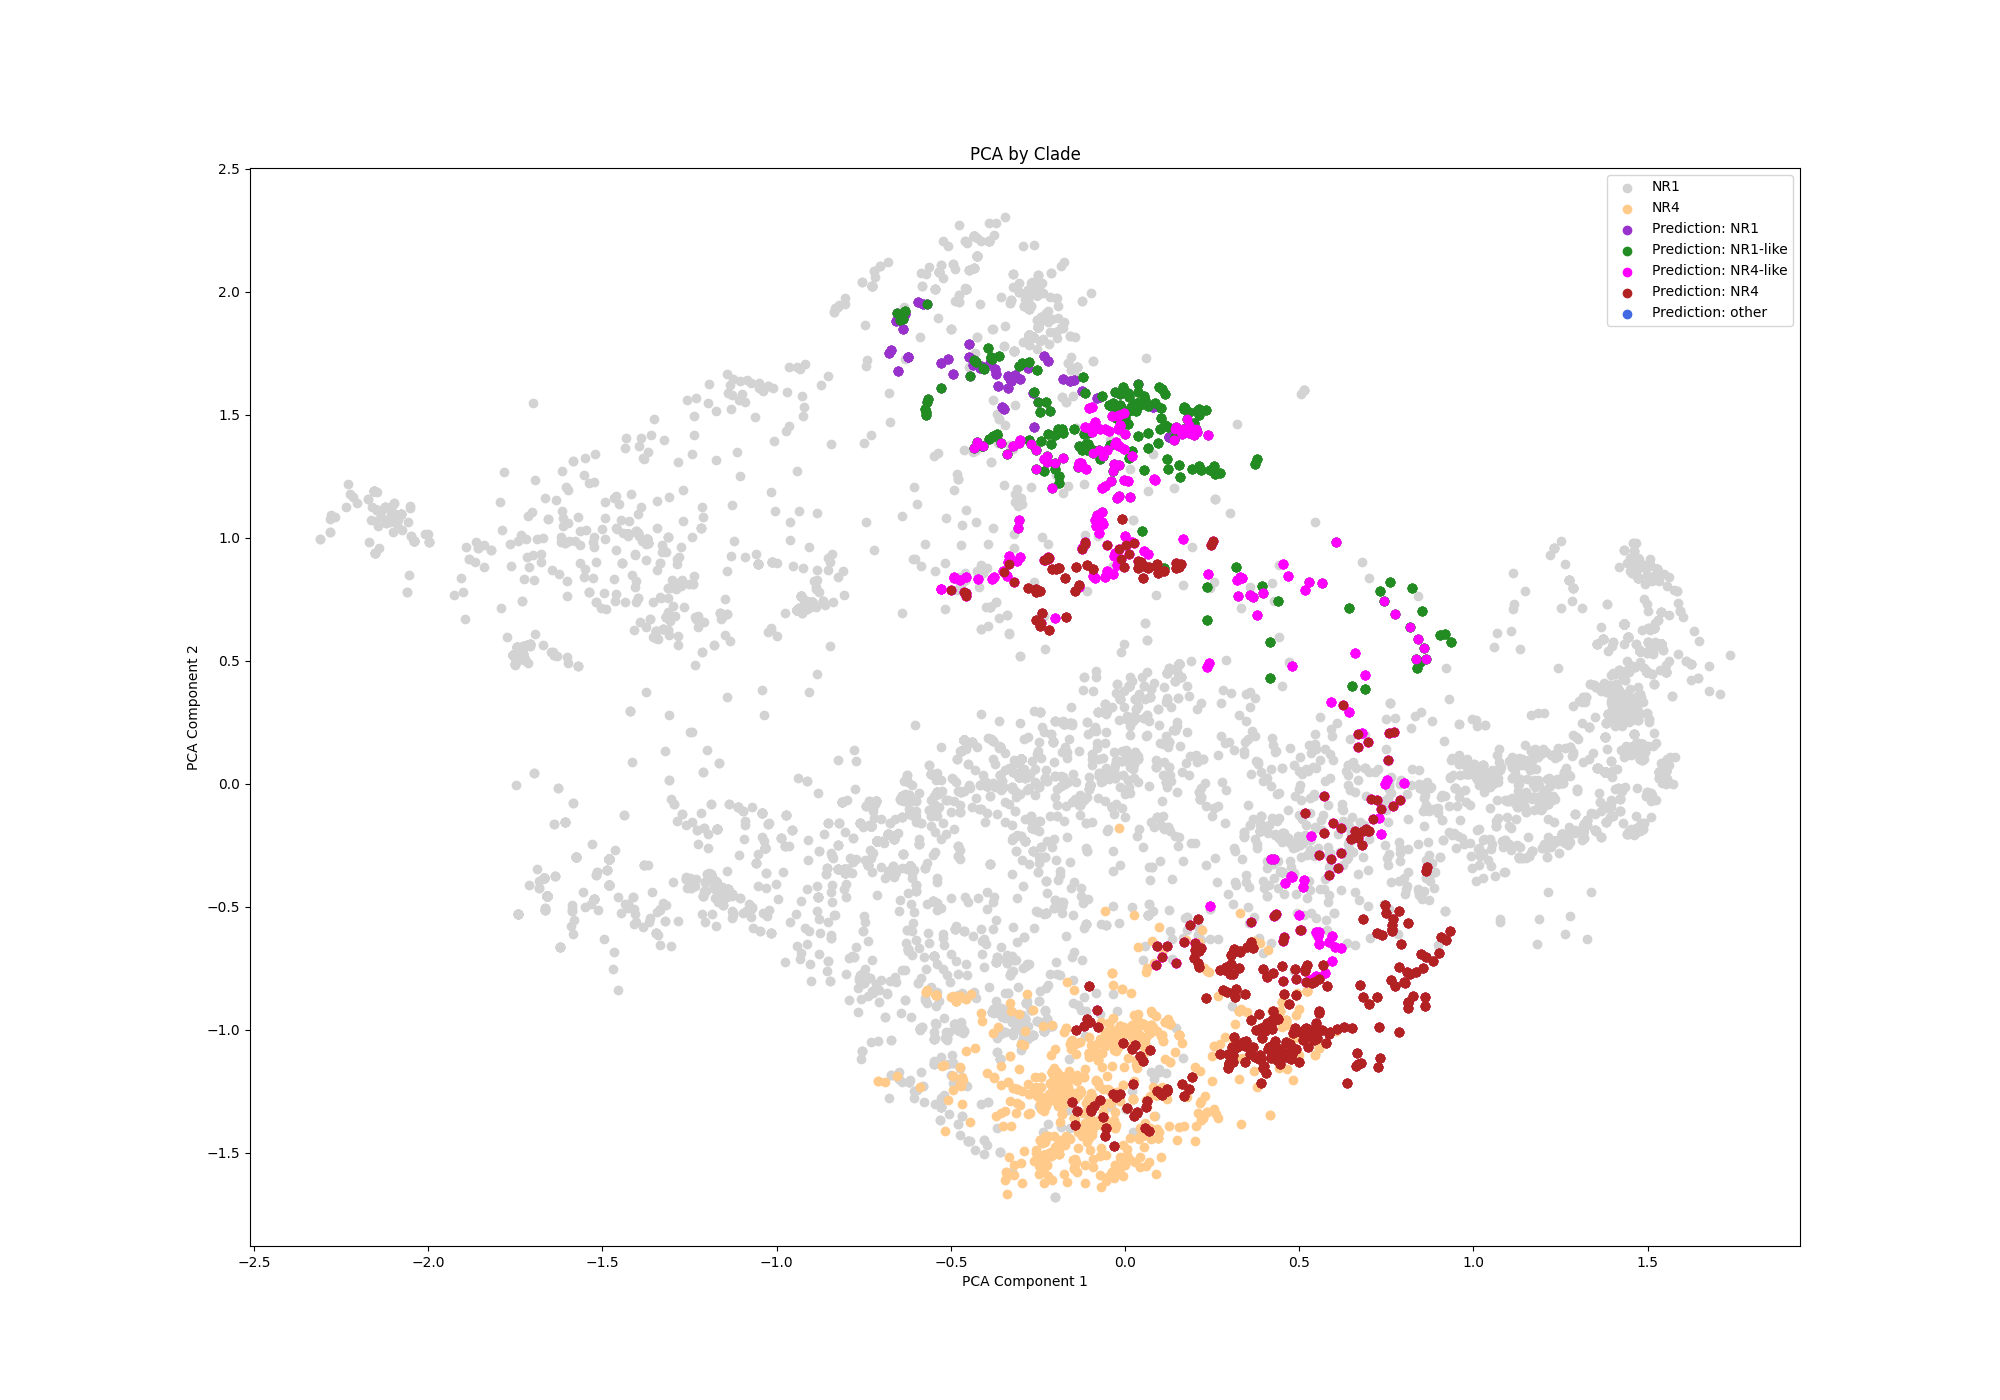 PCA by Clade
2.5
2.0
1.5
1.0
0.5
0.0
−0.5
−1.0
−1.5
PCA Component 2
NR1
NR4
Prediction: NR1
Prediction: NR1-like
Prediction: NR4-like
Prediction: NR4
Prediction: other
−2.5 −2.0 −1.5 −1.0 −0.5 0.0 0.5 1.0 1.5
PCA Component 1